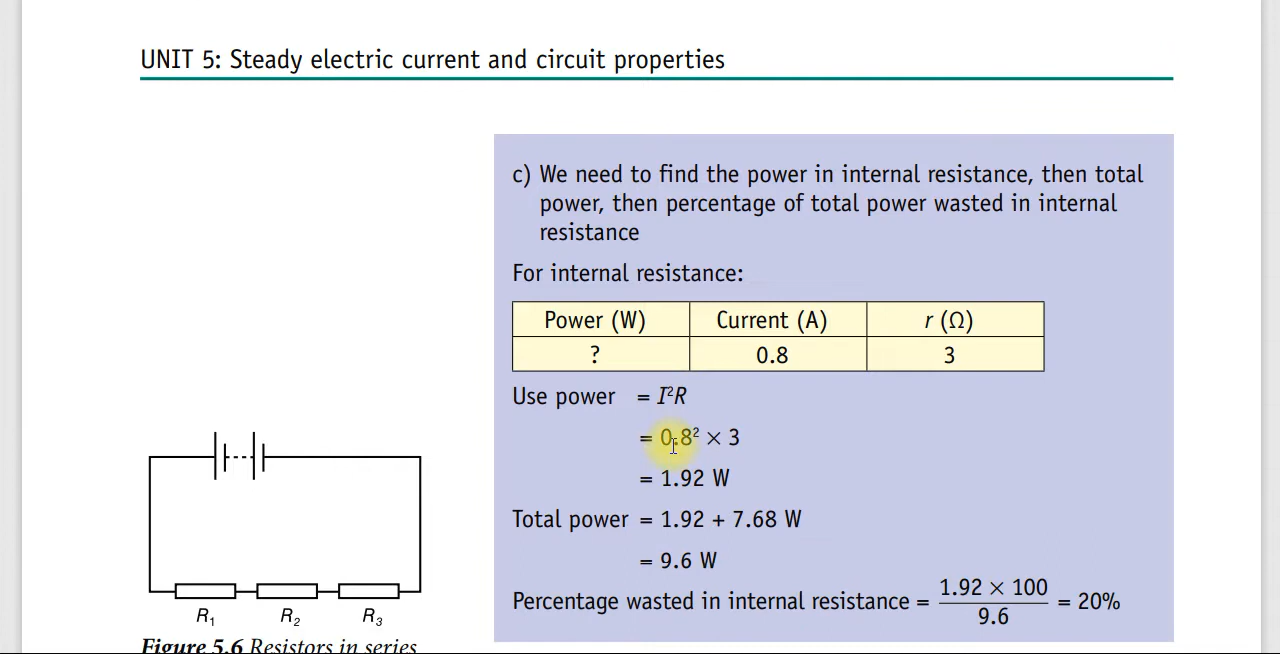 UNIT 5: Steady electric current and circuit properties
c) We need to find the power in internal resistance, then total
power, then percentage of total power wasted in internal
resistance
For internal resistance:
Power (W) Current (A) r (Ω)
? 0.8 3
Use power = I²R
= 0.8² × 3
= 1.92 W
Total power = 1.92 + 7.68 W
= 9.6 W
Percentage wasted in internal resistance = 1.92 × 100 / 9.6 = 20%
R₁ R₂ R₃
Figure 5.6 Resistors in series